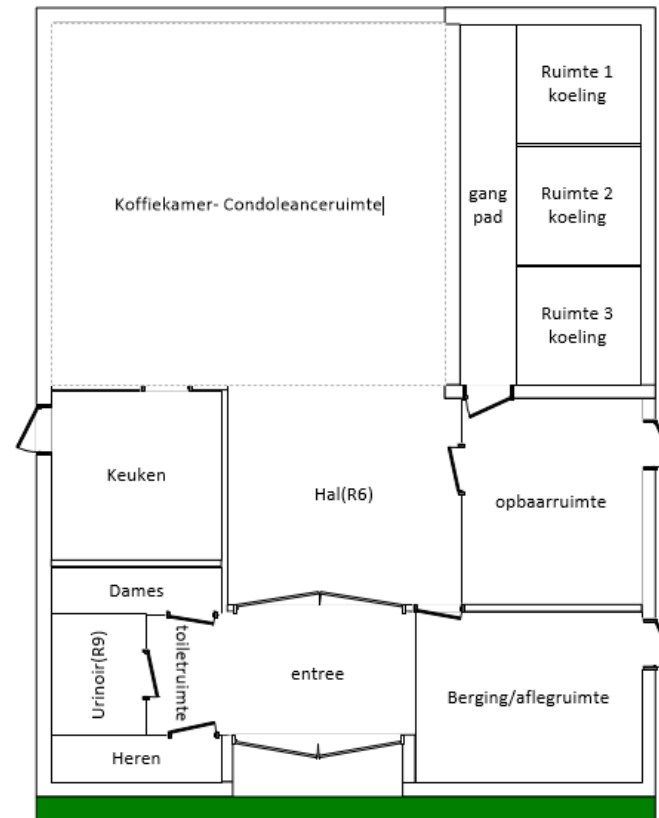 Ruimte 1
koeling
Koffiekamer- Condoleanceruimte
gang
pad
Ruimte 2
koeling
Ruimte 3
koeling
Keuken
Hal(R6)
opbaarruimte
Dames
Urinoir(R9)
toiletruimte
entree
Berging/aflegruimte
Heren